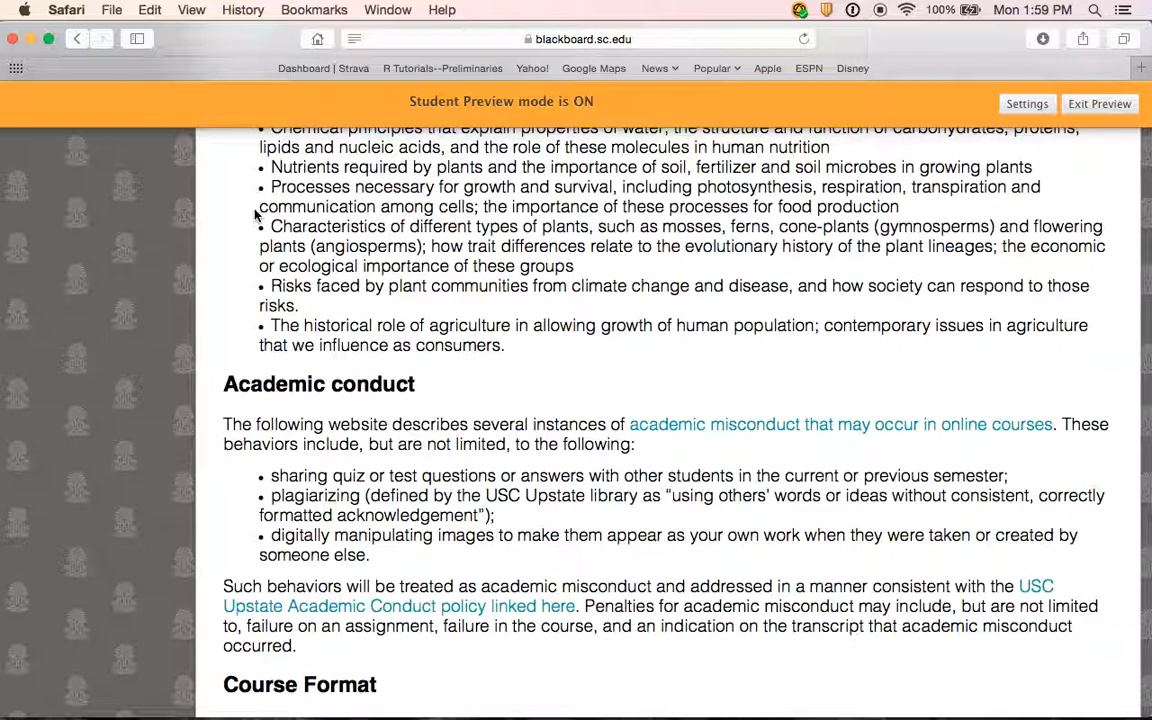 Safari File Edit View History Bookmarks Window Help 100% Mon 1:59 PM
blackboard.sc.edu
Dashboard | Strava R Tutorials--Preliminaries Yahoo! Google Maps News Popular Apple ESPN Disney
Student Preview mode is ON Settings Exit Preview
• Chemical principles that explain properties of water, the structure and function of carbohydrates, proteins,
lipids and nucleic acids, and the role of these molecules in human nutrition
• Nutrients required by plants and the importance of soil, fertilizer and soil microbes in growing plants
• Processes necessary for growth and survival, including photosynthesis, respiration, transpiration and
communication among cells; the importance of these processes for food production
• Characteristics of different types of plants, such as mosses, ferns, cone-plants (gymnosperms) and flowering
plants (angiosperms); how trait differences relate to the evolutionary history of the plant lineages; the economic
or ecological importance of these groups
• Risks faced by plant communities from climate change and disease, and how society can respond to those
risks.
• The historical role of agriculture in allowing growth of human population; contemporary issues in agriculture
that we influence as consumers.
Academic conduct
The following website describes several instances of academic misconduct that may occur in online courses. These
behaviors include, but are not limited, to the following:
• sharing quiz or test questions or answers with other students in the current or previous semester;
• plagiarizing (defined by the USC Upstate library as "using others' words or ideas without consistent, correctly
formatted acknowledgement");
• digitally manipulating images to make them appear as your own work when they were taken or created by
someone else.
Such behaviors will be treated as academic misconduct and addressed in a manner consistent with the USC
Upstate Academic Conduct policy linked here. Penalties for academic misconduct may include, but are not limited
to, failure on an assignment, failure in the course, and an indication on the transcript that academic misconduct
occurred.
Course Format